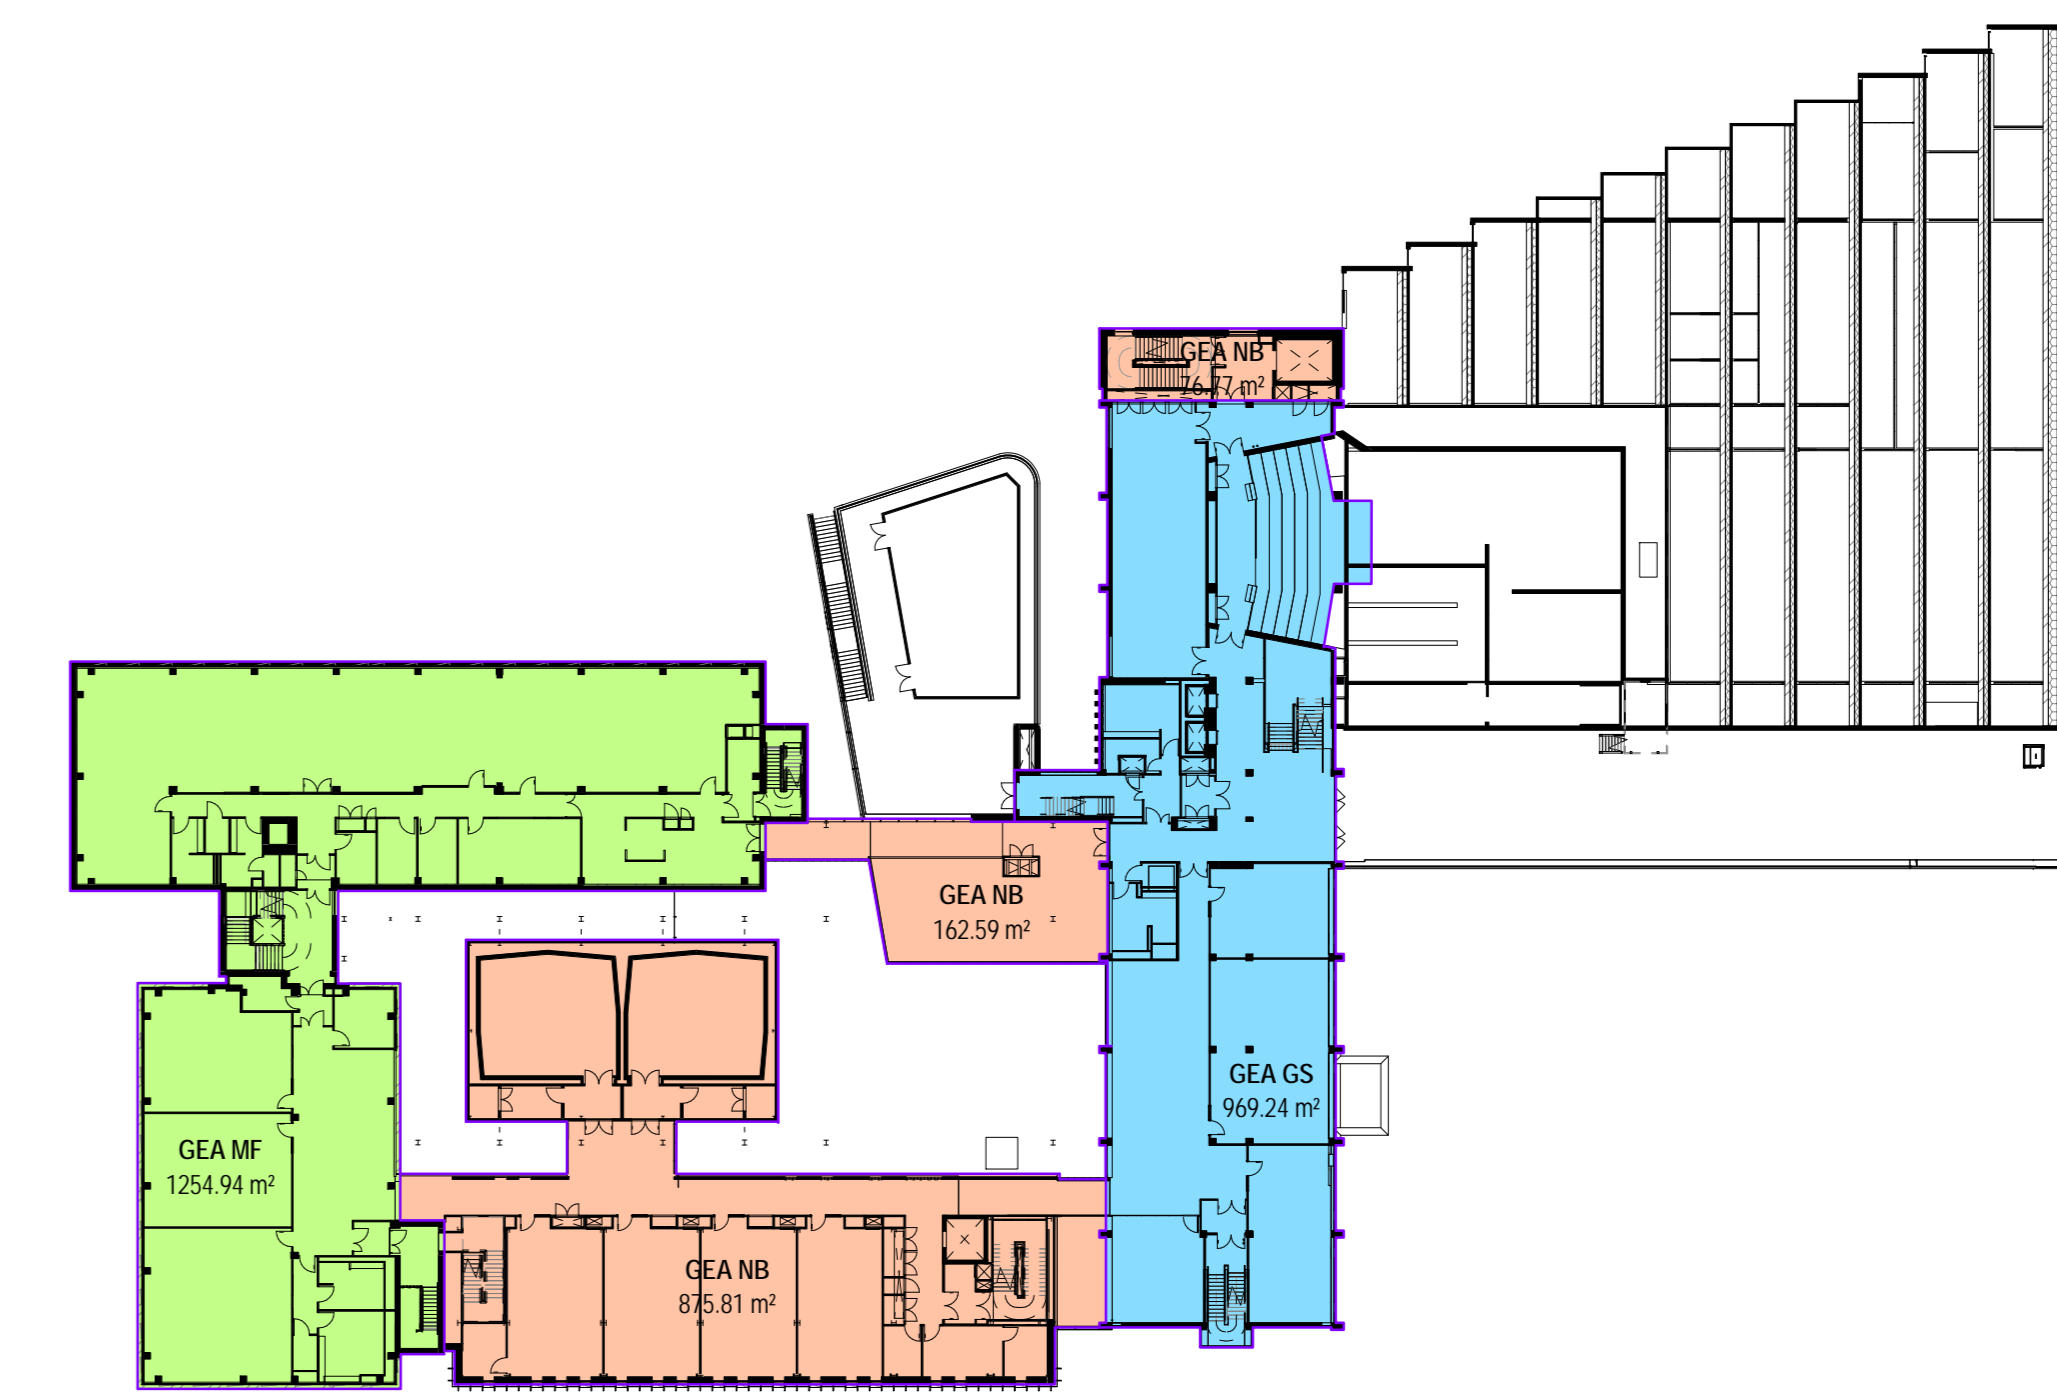 GEA NB
76.77 m²
GEA NB
162.59 m²
GEA GS
969.24 m²
GEA MF
1254.94 m²
GEA NB
875.81 m²